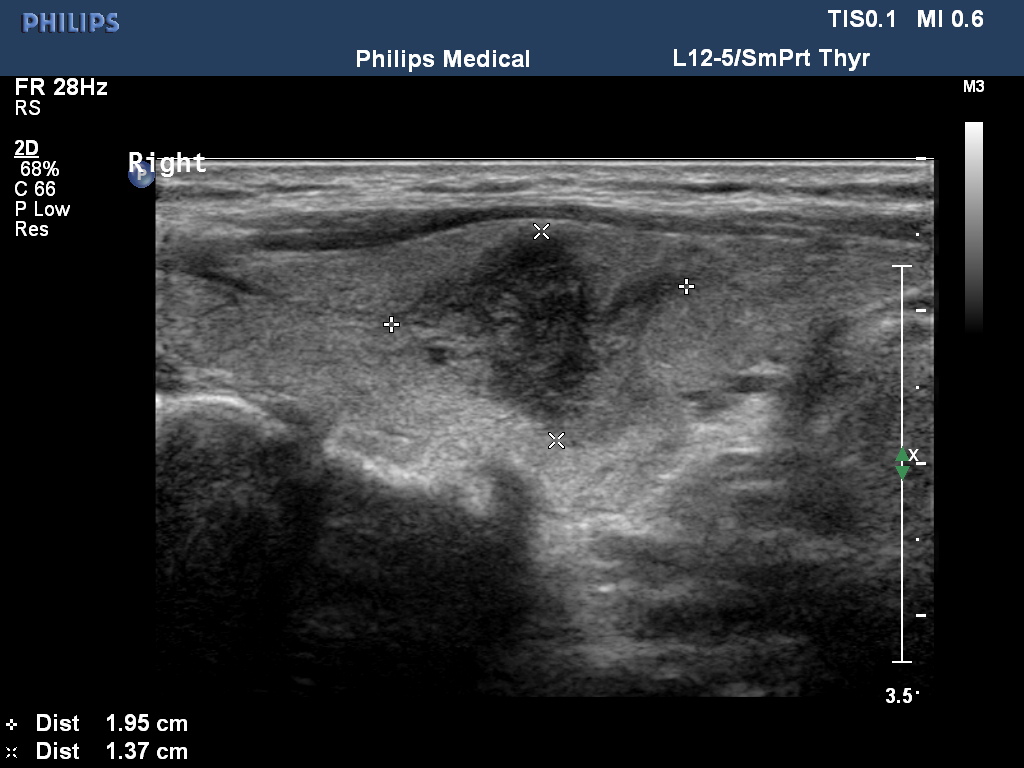 PHILIPS
TIS0.1 MI 0.6
Philips Medical
L12-5/SmPrt Thyr
FR 28Hz
RS
M3
2D
68%
C 66
P Low
Res
Right
P
X
3.5
Dist 1.95 cm
Dist 1.37 cm